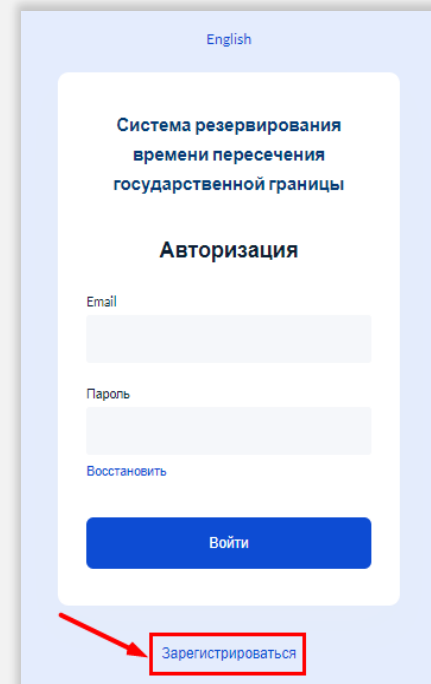 English
Система резервирования
времени пересечения
государственной границы
Авторизация
Email
Пароль
Восстановить
Войти
Зарегистрироваться